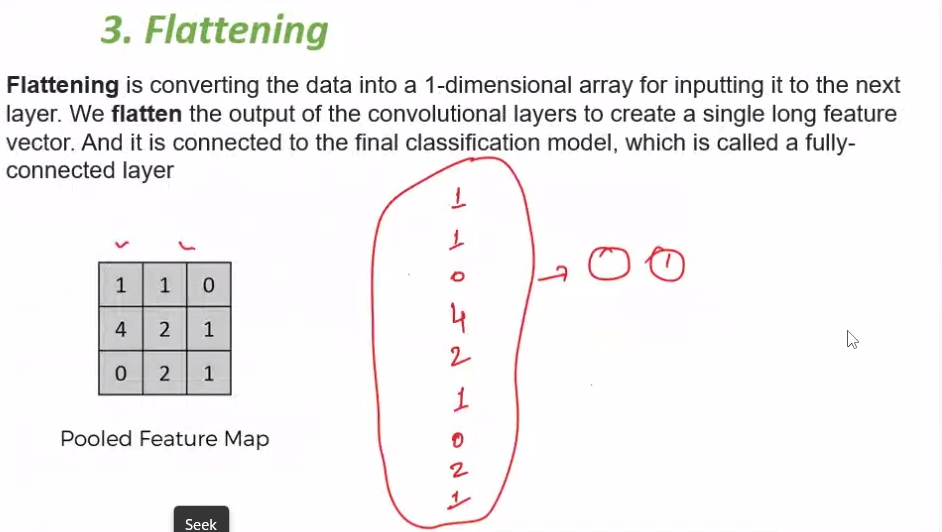 3. Flattening
Flattening is converting the data into a 1-dimensional array for inputting it to the next
layer. We flatten the output of the convolutional layers to create a single long feature
vector. And it is connected to the final classification model, which is called a fully-
connected layer
1 1 0
4 2 1
0 2 1
Pooled Feature Map
1
1
0
4
2
1
0
2
1
Seek